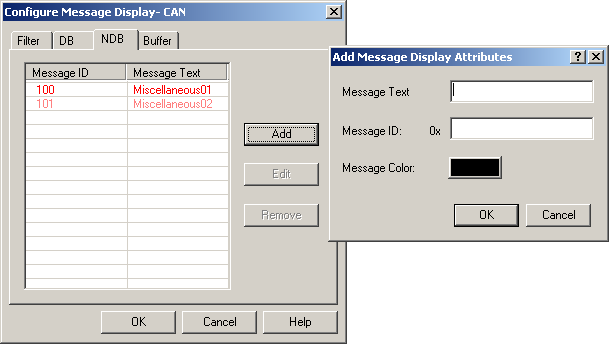 Configure Message Display- CAN
Filter DB NDB Buffer
Message ID Message Text
100 Miscellaneous01
101 Miscellaneous02
Add
Edit
Remove
OK Cancel Help
Add Message Display Attributes
Message Text
Message ID: 0x
Message Color:
OK Cancel